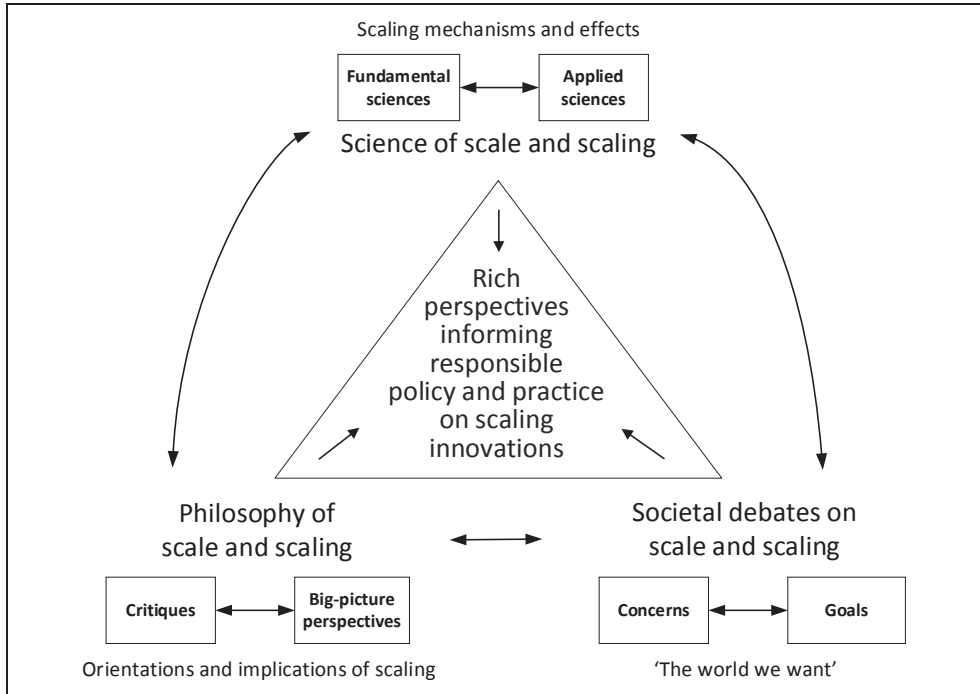 Scaling mechanisms and effects
Fundamental
sciences
Applied
sciences
Science of scale and scaling
Rich
perspectives
informing
responsible
policy and practice
on scaling
innovations
Philosophy of
scale and scaling
Societal debates on
scale and scaling
Critiques
Big-picture
perspectives
Concerns
Goals
Orientations and implications of scaling
‘The world we want’